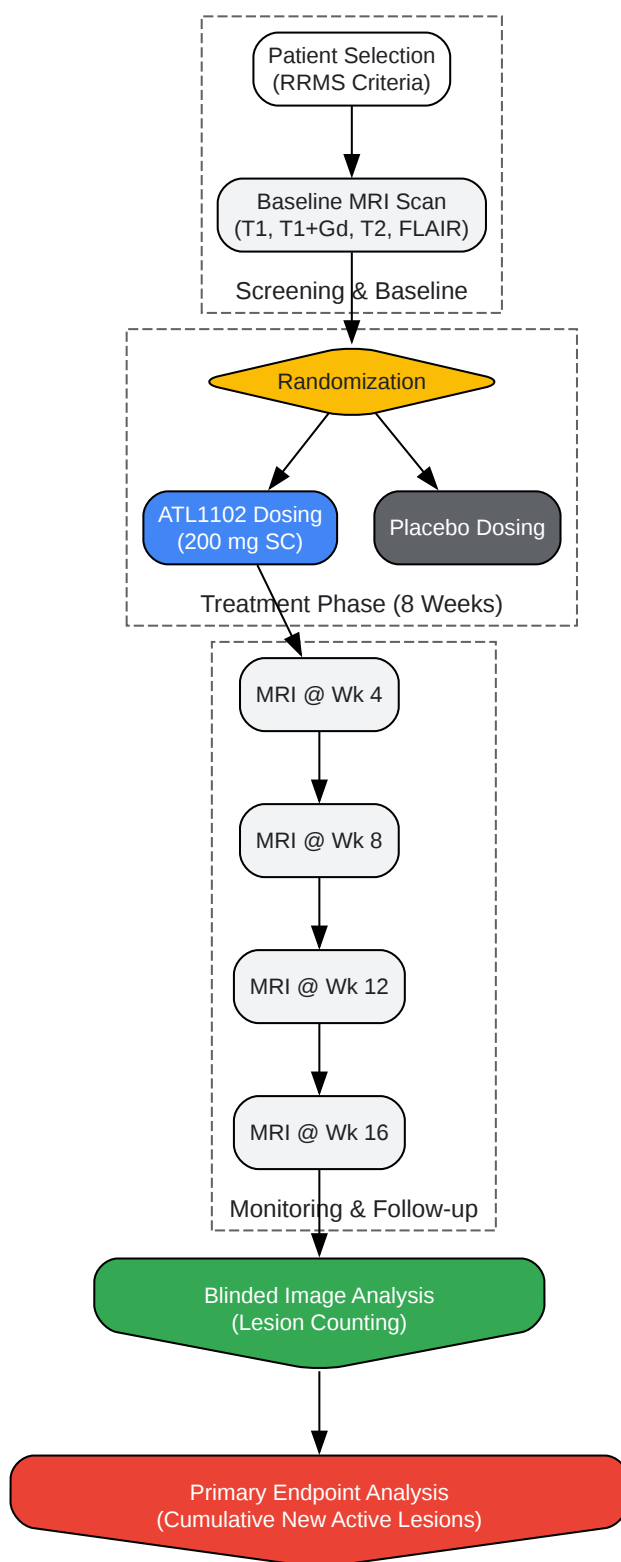 Patient Selection
(RRMS Criteria)
Baseline MRI Scan
(T1, T1+Gd, T2, FLAIR)
Screening & Baseline
Randomization
ATL1102 Dosing
(200 mg SC)
Placebo Dosing
Treatment Phase (8 Weeks)
MRI @ Wk 4
MRI @ Wk 8
MRI @ Wk 12
MRI @ Wk 16
Monitoring & Follow-up
Blinded Image Analysis
(Lesion Counting)
Primary Endpoint Analysis
(Cumulative New Active Lesions)